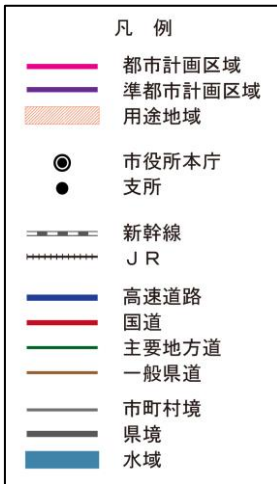 凡 例
都市計画区域
準都市計画区域
用途地域
市役所本庁
支所
新幹線
ＪＲ
高速道路
国道
主要地方道
一般県道
市町村境
県境
水域